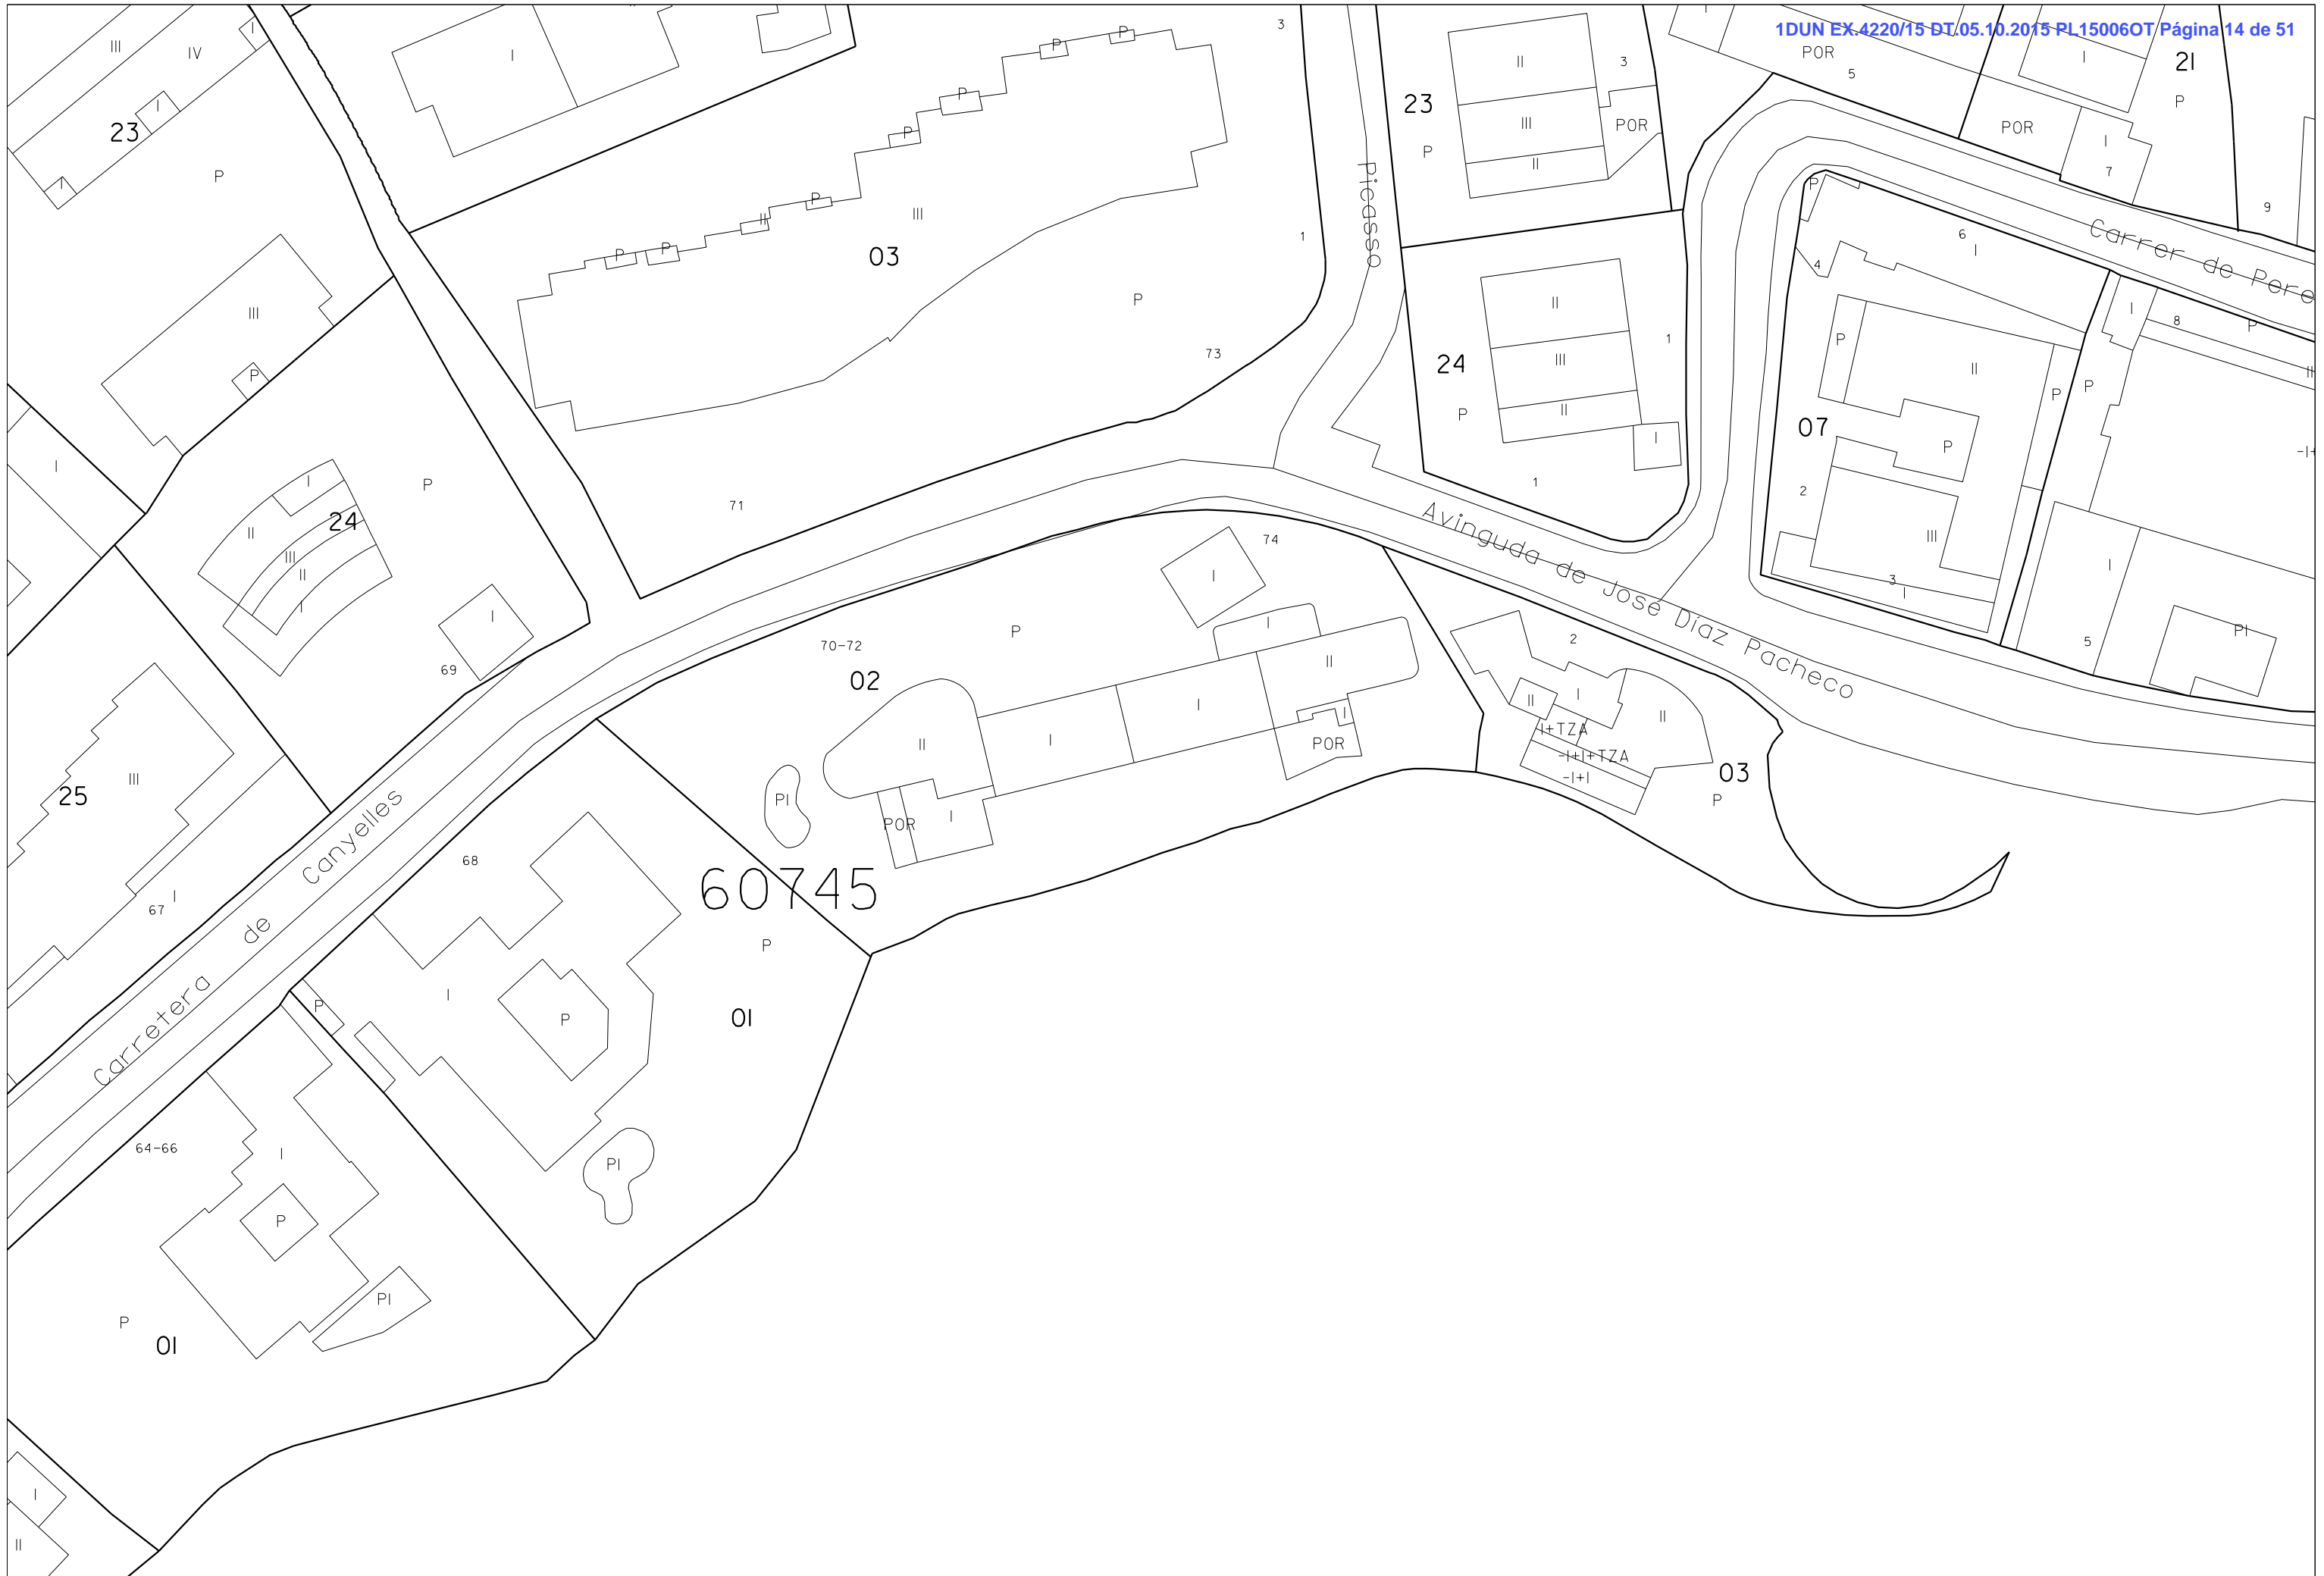 1DUN EX.4220/15 DT.05.10.2015 PL15006OT Página 14 de 51
III
IV
I
I
I
23
P
I
P
P
3
P
P
P
II
P
P
III
03
1
P
73
71
Picasso
II
3
23
III
POR
P
II
POR
5
I
21
P
POR
I
7
9
Carrer de Pere
P
6
I
4
I
8
P
II
P
II
P
P
07
P
2
III
3
I
-I+
I
5
PI
II
1
24
III
P
II
I
1
III
P
I
P
I
24
II
III
II
I
I
69
Avinguda de José Díaz Pacheco
74
I
P
70-72
02
I
II
I
I
I
II
POR
PI
POR
I
2
I
II
II
I+TZA
-I+I+TZA
-I+I
03
P
III
25
67
I
Carretera de Canyelles
68
60745
P
01
I
P
P
PI
64-66
I
P
PI
P
01
I
II